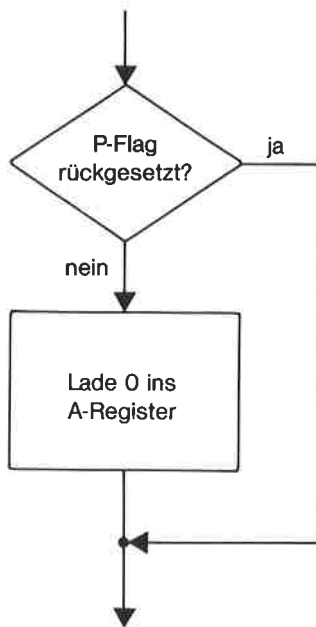 P-Flag
rückgesetzt?
ja
nein
Lade 0 ins
A-Register